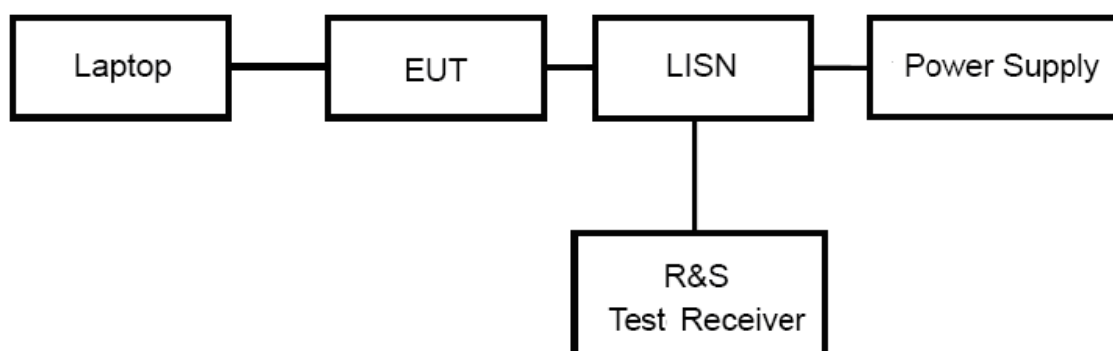 Laptop
EUT
LISN
Power Supply
R&S
Test Receiver